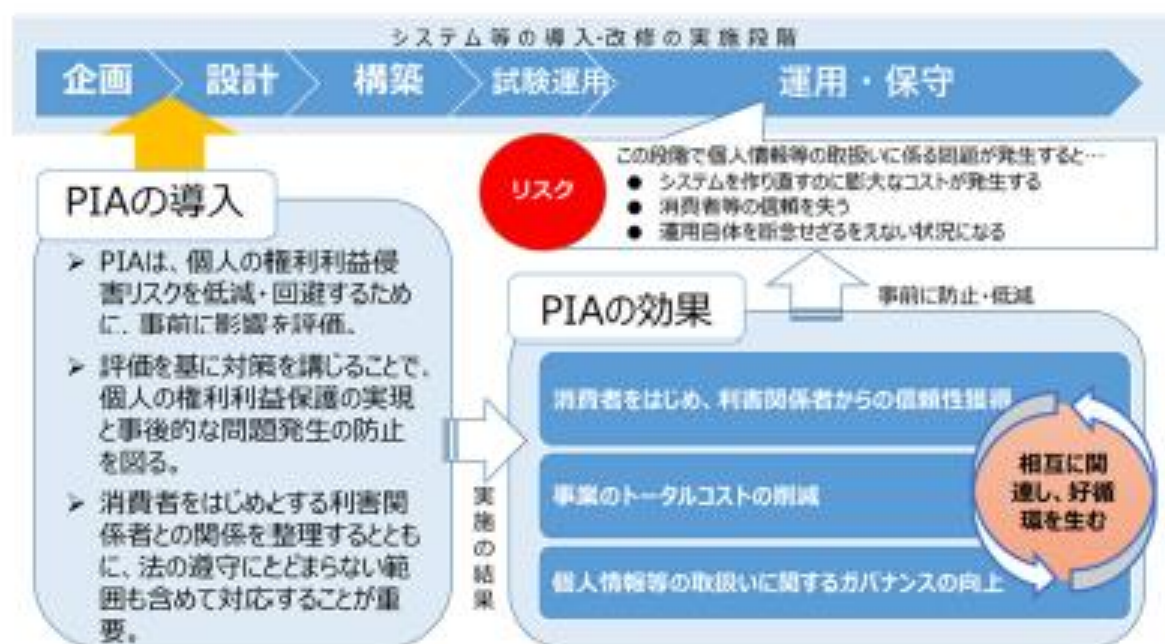 システム等の導入・改修の実施段階
企画
設計
構築
試験運用
運用・保守
リスク
この段階で個人情報等の取扱いに係る問題が発生すると…
● システムを作り直すのに膨大なコストが発生する
● 消費者等の信頼を失う
● 運用自体を断念せざるをえない状況になる
PIAの導入
➢ PIAは、個人の権利利益侵
害リスクを低減・回避するため
に、事前に影響を評価。
➢ 評価を基に対策を講じることで、
個人の権利利益保護の実現
と事後的な問題発生の防止
を図る。
➢ 消費者をはじめとする利害関
係者との関係を整理するととも
に、法の遵守にとどまらない範
囲も含めて対応することが重
要。
実施の結果
PIAの効果
事前に防止・低減
消費者をはじめ、利害関係者からの信頼性獲得
事業のトータルコストの削減
個人情報等の取扱いに関するガバナンスの向上
相互に関
連し、好循
環を生む